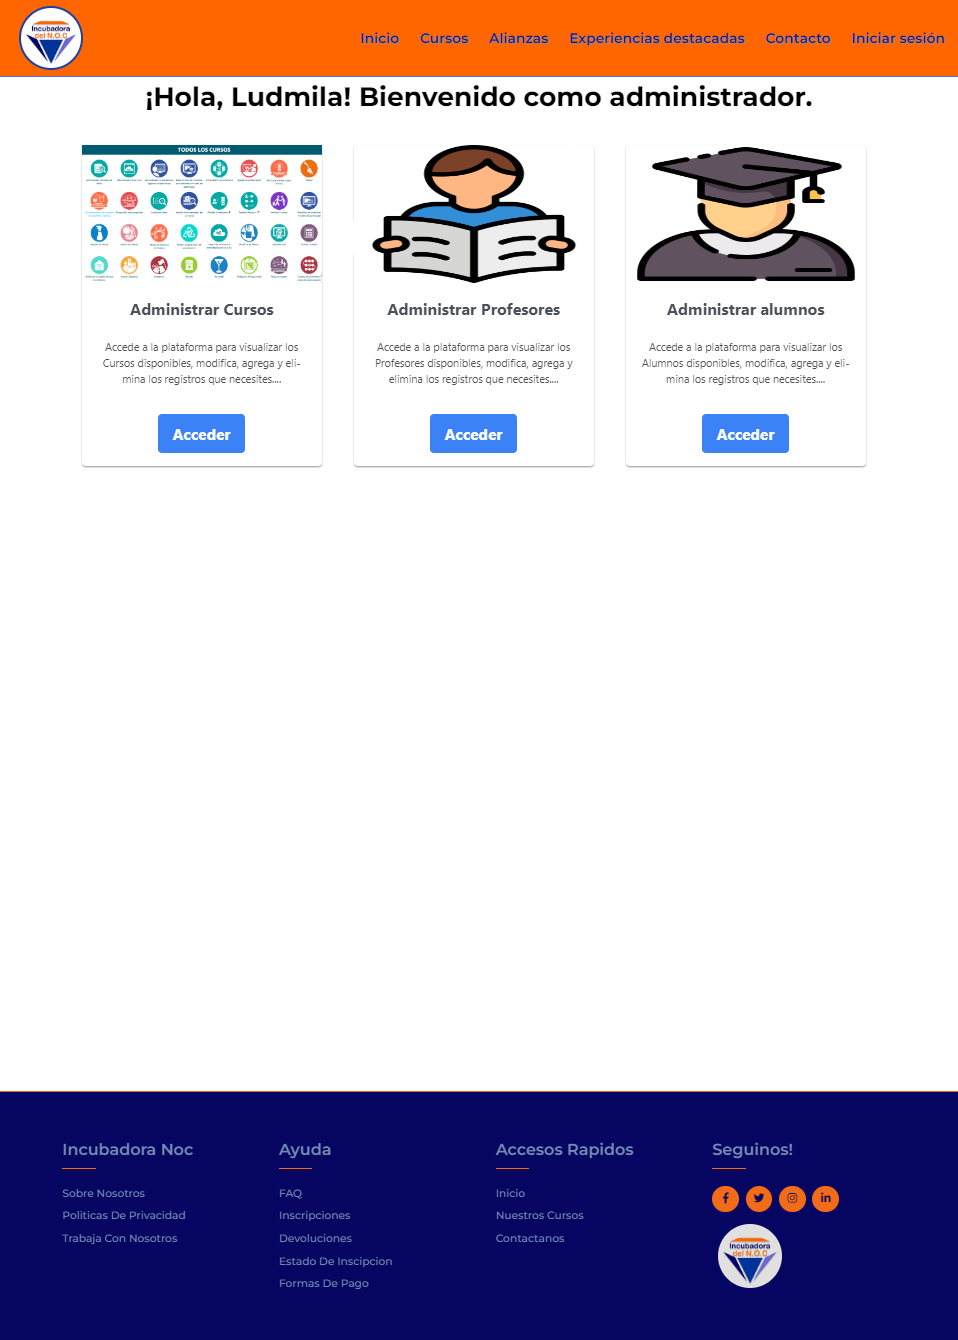 Incubadora
del N.O.C
Inicio Cursos Alianzas Experiencias destacadas Contacto Iniciar sesión
¡Hola, Ludmila! Bienvenido como administrador.
TODOS LOS CURSOS
Administrar Cursos
Accede a la plataforma para visualizar los
Cursos disponibles, modifica, agrega y eli-
mina los registros que necesites....
Acceder
Administrar Profesores
Accede a la plataforma para visualizar los
Profesores disponibles, modifica, agrega y
elimina los registros que necesites....
Acceder
Administrar alumnos
Accede a la plataforma para visualizar los
Alumnos disponibles, modifica, agrega y eli-
mina los registros que necesites....
Acceder
Incubadora Noc
Sobre Nosotros
Politicas De Privacidad
Trabaja Con Nosotros
Ayuda
FAQ
Inscripciones
Devoluciones
Estado De Inscipcion
Formas De Pago
Accesos Rapidos
Inicio
Nuestros Cursos
Contactanos
Seguinos!
Incubadora
del N.O.C